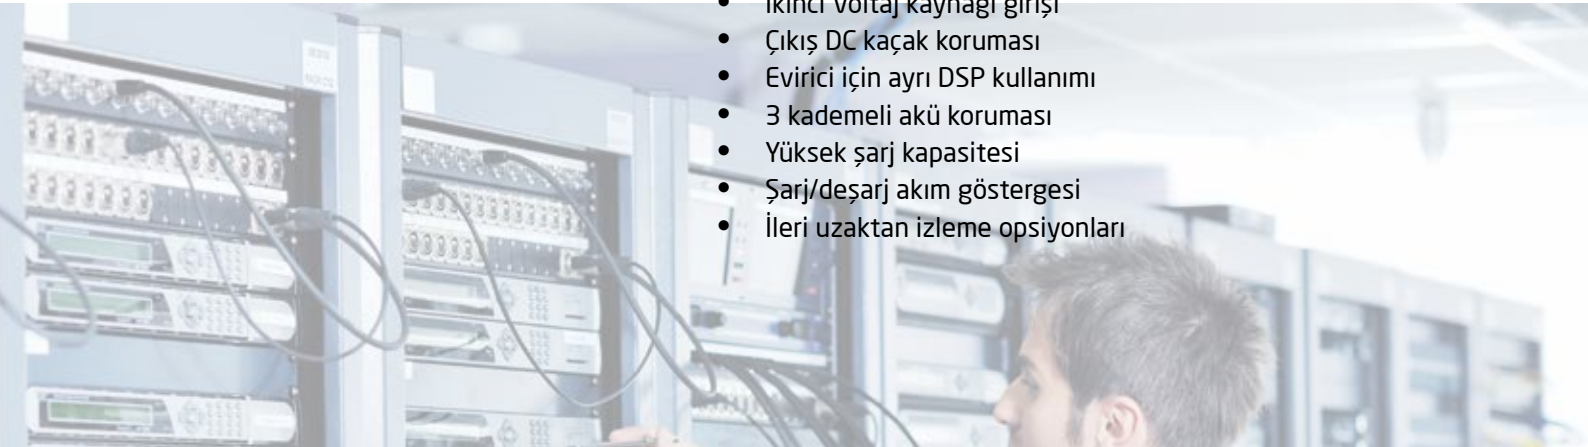 • İkinci voltaj kaynağı girişi
• Çıkış DC kaçak koruması
• Evirici için ayrı DSP kullanımı
• 3 kademeli akü koruması
• Yüksek şarj kapasitesi
• Şarj/deşarj akım göstergesi
• İleri uzaktan izleme opsiyonları